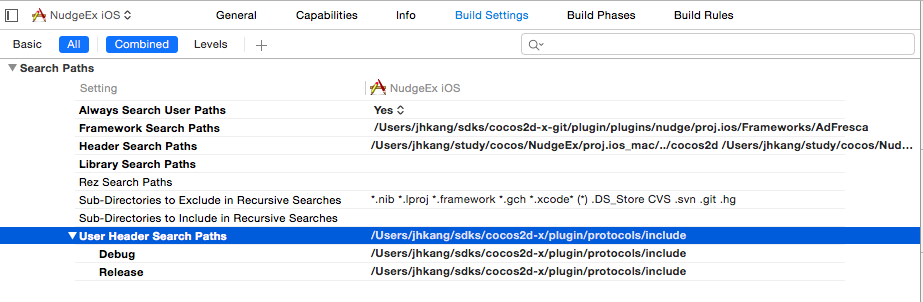 NudgeEx iOS General Capabilities Info Build Settings Build Phases Build Rules
Basic All Combined Levels +
Search Paths
Setting NudgeEx iOS
Always Search User Paths Yes
Framework Search Paths /Users/jhkang/sdks/cocos2d-x-git/plugin/plugins/nudge/proj.ios/Frameworks/AdFresca
Header Search Paths /Users/jhkang/study/cocos/NudgeEx/proj.ios_mac/../cocos2d /Users/jhkang/study/cocos/Nud...
Library Search Paths
Rez Search Paths
Sub-Directories to Exclude in Recursive Searches *.nib *.lproj *.framework *.gch *.xcode* (*) .DS_Store CVS .svn .git .hg
Sub-Directories to Include in Recursive Searches
User Header Search Paths /Users/jhkang/sdks/cocos2d-x/plugin/protocols/include
Debug /Users/jhkang/sdks/cocos2d-x/plugin/protocols/include
Release /Users/jhkang/sdks/cocos2d-x/plugin/protocols/include